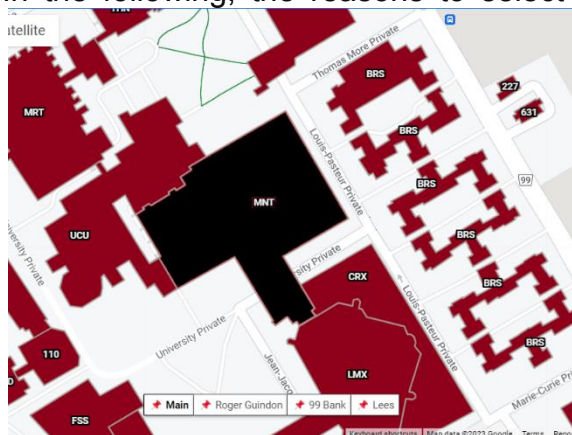 in the following, the reasons to select
atellite
Thomas More Private
BRS
227
631
MRT
BRS
Louis-Pasteur Private
99
BRS
MNT
UCU
BRS
University Private
CRX
BRS
Louis-Pasteur Private
University Private
110
Jean-Jacq
LMX
BRS
Marie-Curie Pri
Main
Roger Guindon
99 Bank
Lees
FSS
Keyboard shortcuts
Map data ©2023 Google
Terms